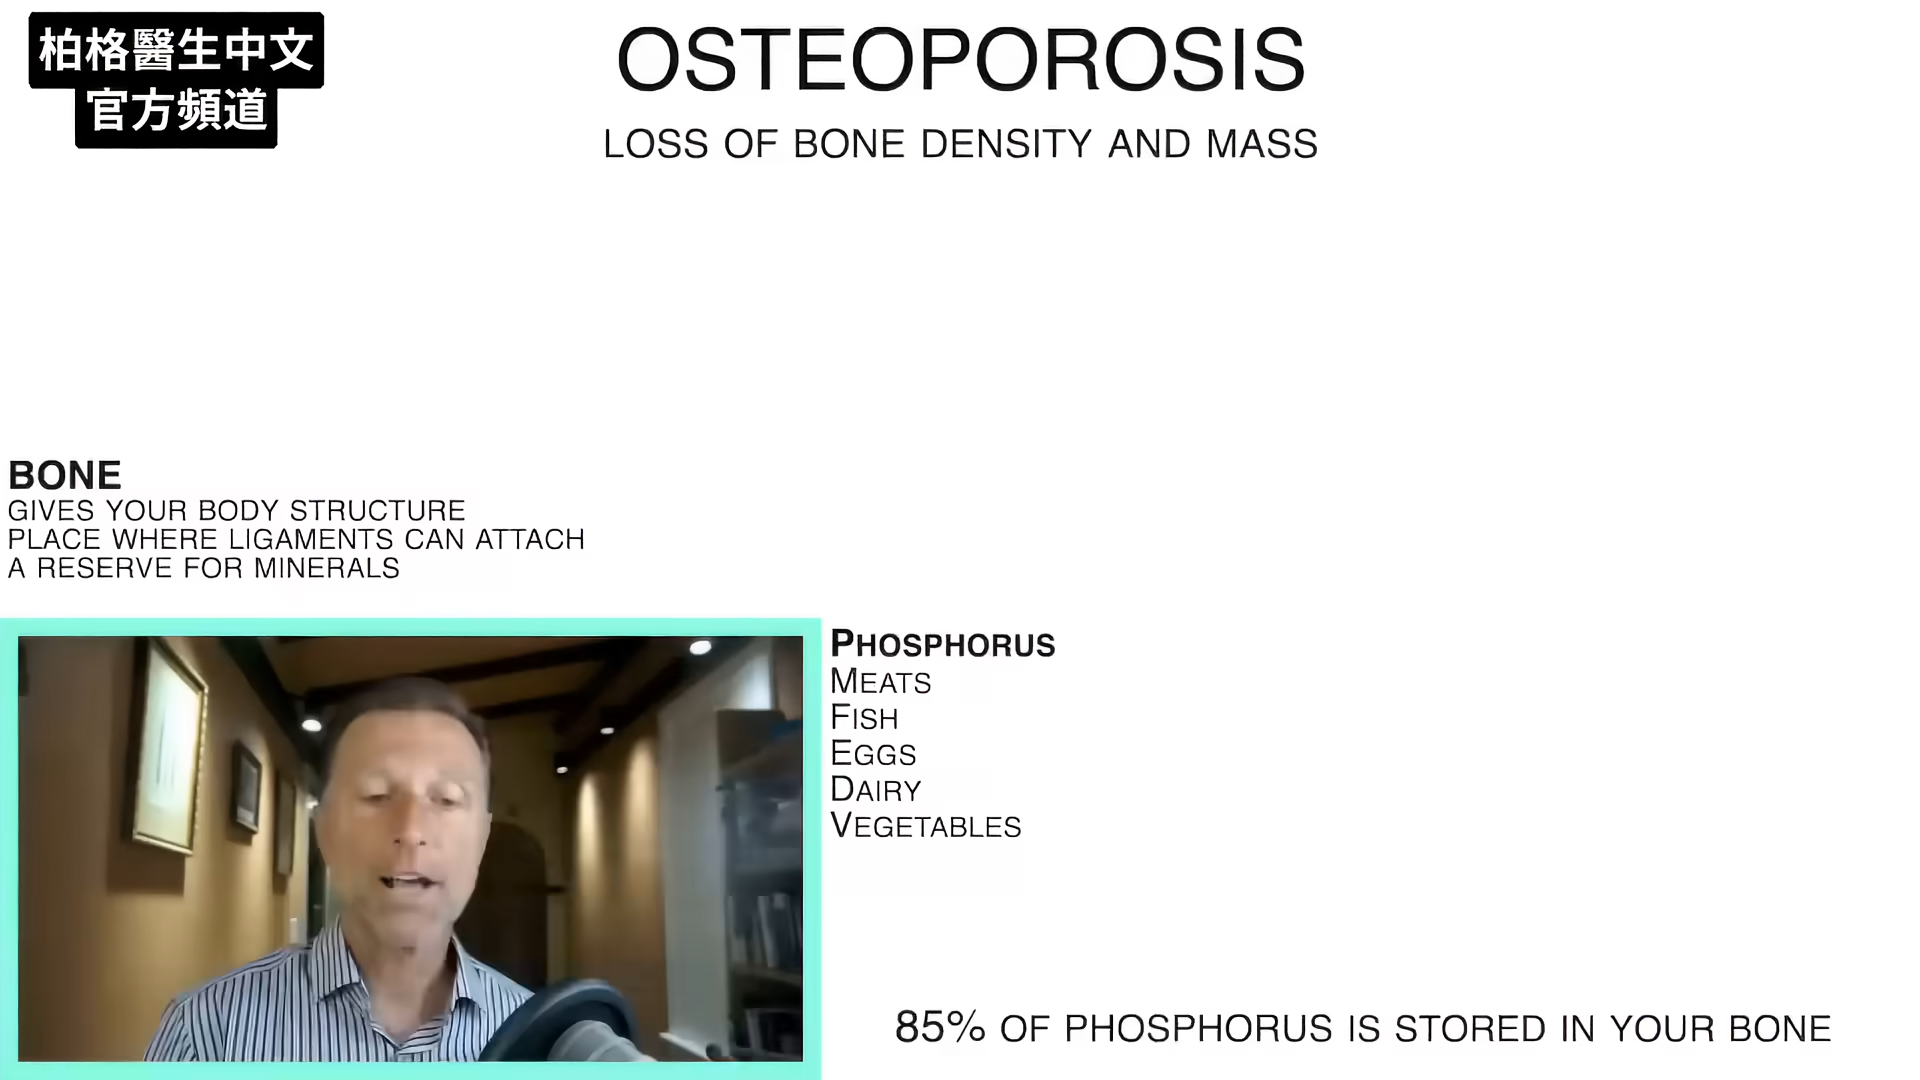 柏格醫生中文
官方頻道
OSTEOPOROSIS
LOSS OF BONE DENSITY AND MASS
BONE
GIVES YOUR BODY STRUCTURE
PLACE WHERE LIGAMENTS CAN ATTACH
A RESERVE FOR MINERALS
PHOSPHORUS
MEATS
FISH
EGGS
DAIRY
VEGETABLES
85% OF PHOSPHORUS IS STORED IN YOUR BONE